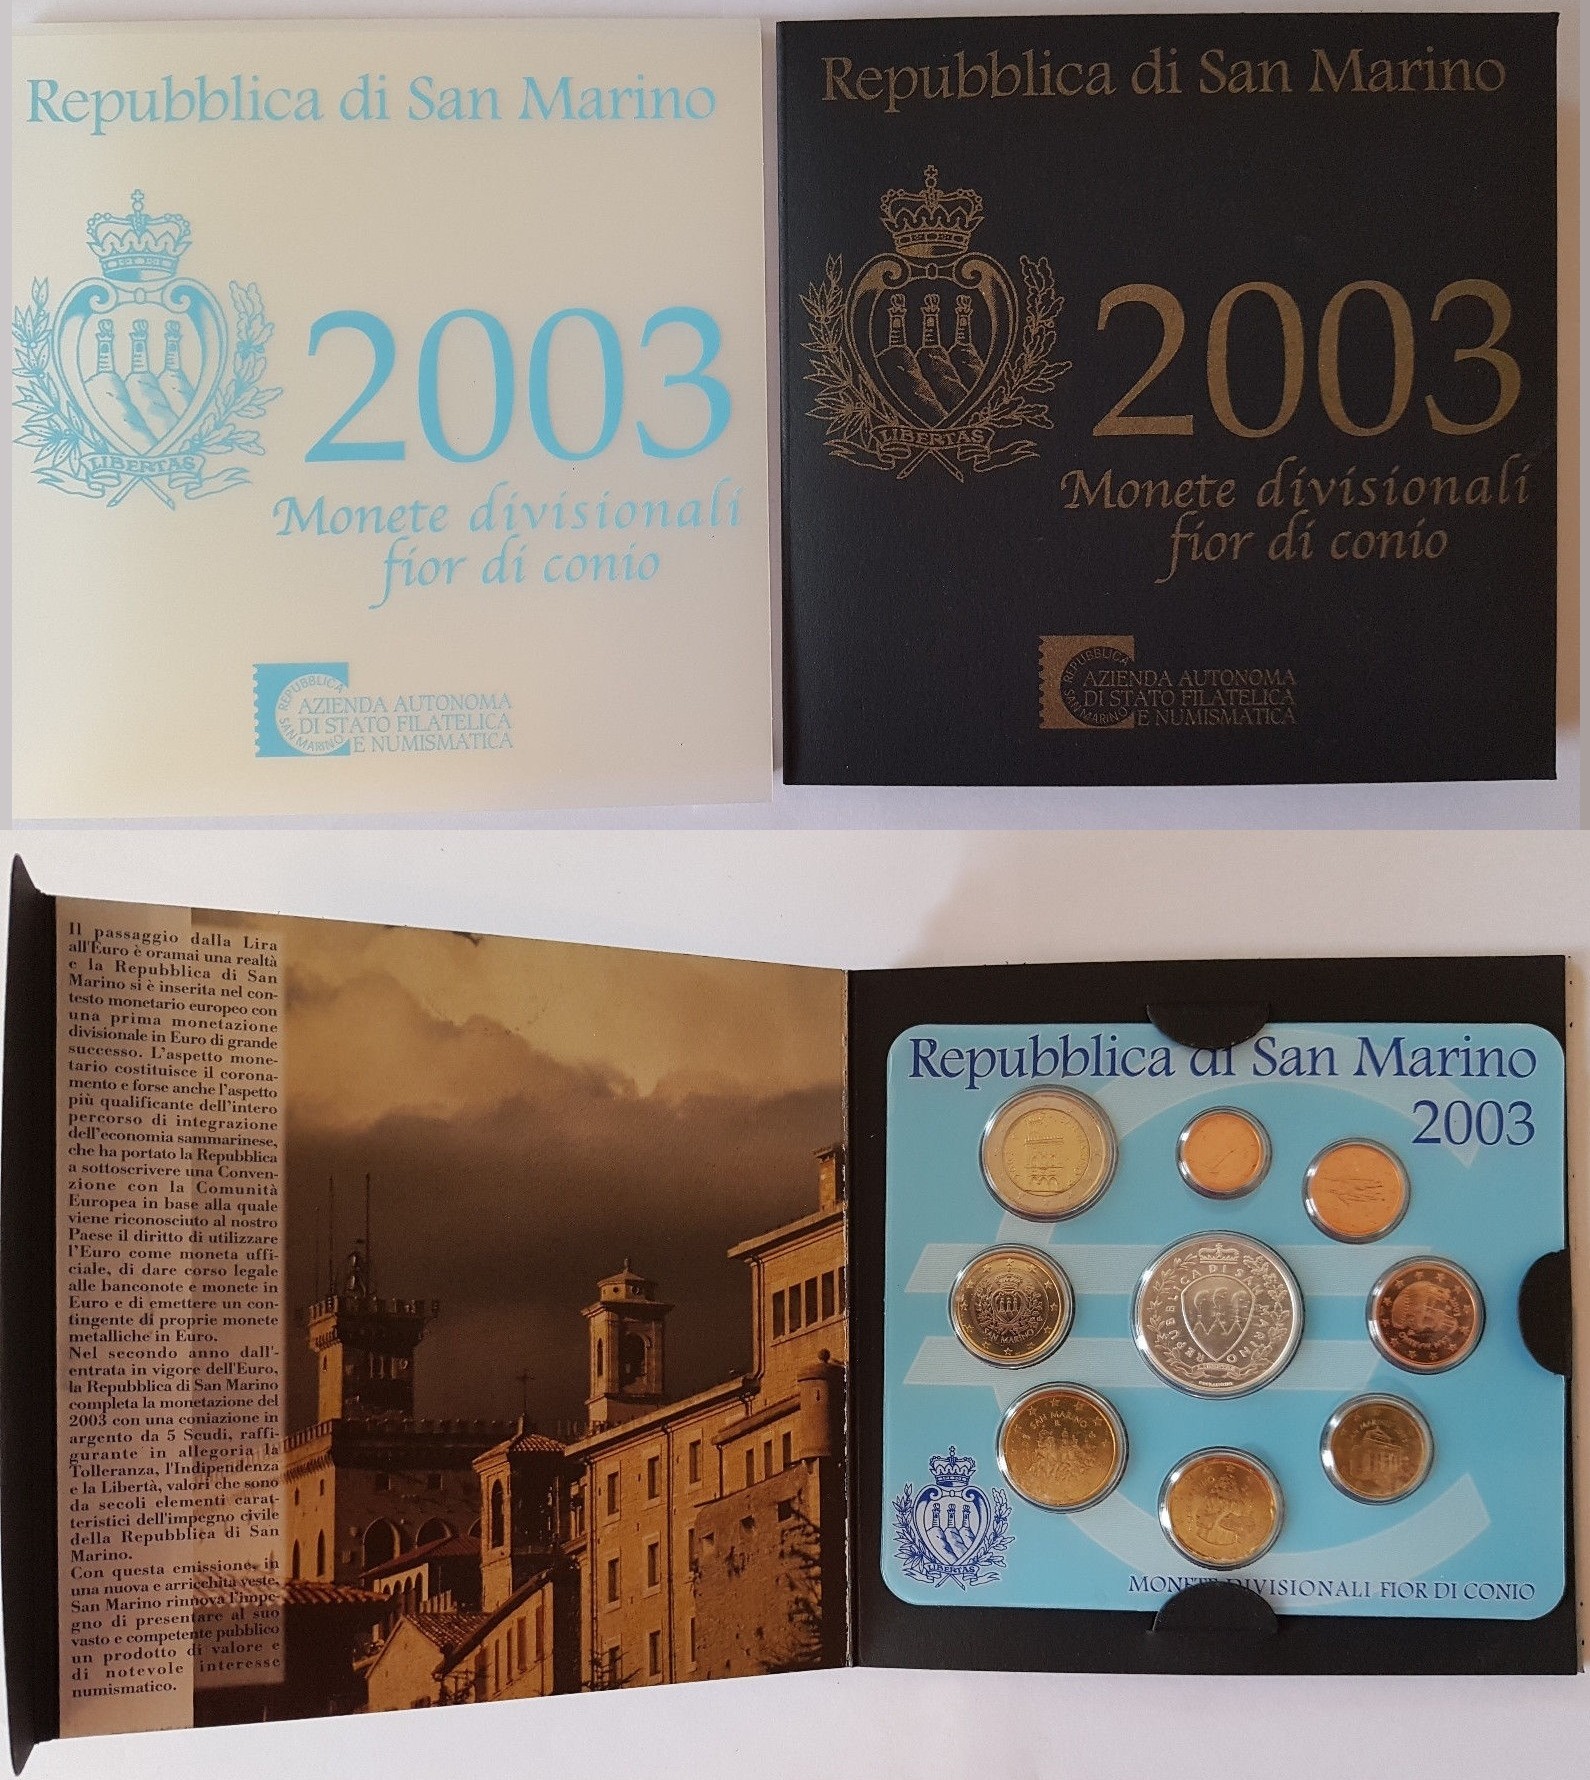 Repubblica di San Marino
2003
LIBERTAS
Monete divisionali
fior di conio
REPUBBLICA
SAN MARINO
AZIENDA AUTONOMA
DI STATO FILATELICA
E NUMISMATICA
Repubblica di San Marino
2003
LIBERTAS
Monete divisionali
fior di conio
REPUBBLICA
SAN MARINO
AZIENDA AUTONOMA
DI STATO FILATELICA
E NUMISMATICA
Il passaggio dalla Lira
all'Euro è oramai una realtà
e la Repubblica di San
Marino si è inserita nel con-
testo monetario europeo con
una prima monetazione
divisionale in Euro di grande
successo. L'aspetto mone-
tario costituisce il corona-
mento e forse anche l'aspetto
più qualificante dell'intero
percorso di integrazione
dell'economia sammarinese,
che ha portato la Repubblica
a sottoscrivere una Conven-
zione con la Comunità
Europea in base alla quale
viene riconosciuto al nostro
Paese il diritto di utilizzare
l'Euro come moneta uffi-
ciale, di dare corso legale
alle banconote e monete in
Euro e di emettere un con-
tingente di proprie monete
metalliche in Euro.
Nel secondo anno dall'-
entrata in vigore dell'Euro,
la Repubblica di San Marino
completa la monetazione del
2003 con una coniazione in
argento da 5 Scudi, raffi-
gurante in allegoria la
Tolleranza, l'Indipendenza
e la Libertà, valori che sono
da secoli elementi carat-
teristici dell'impegno civile
della Repubblica di San
Marino.
Con questa emissione, in
una nuova e arricchita veste,
San Marino rinnova l'impe-
gno di presentare al suo
vasto e competente pubblico
un prodotto di valore e
di notevole interesse
numismatico.
Repubblica di San Marino
2003
SAN MARINO
REPUBBLICA DI SAN MARINO
SAN MARINO
LIBERTAS
MONETE DIVISIONALI FIOR DI CONIO